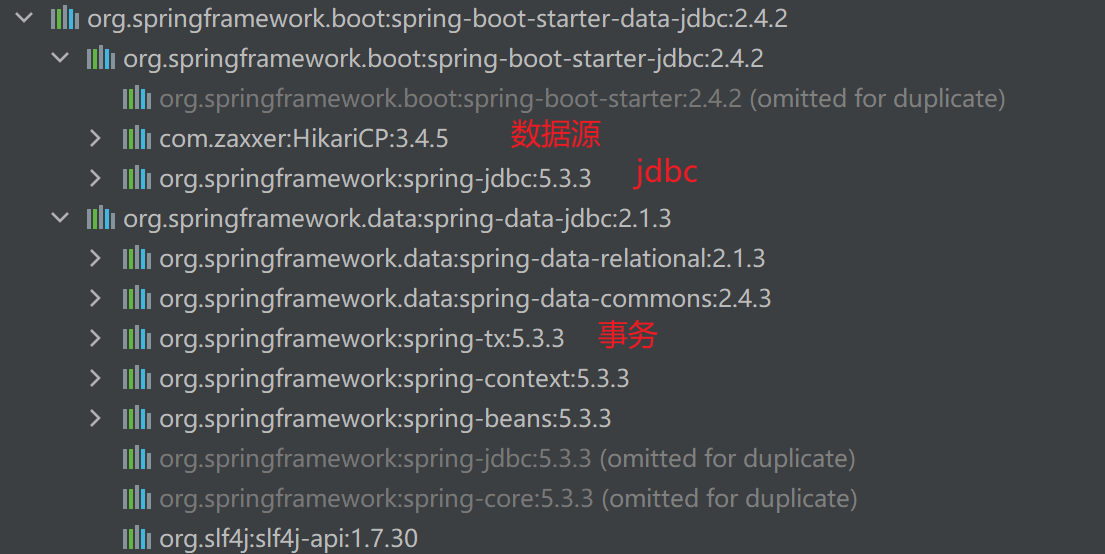 org.springframework.boot:spring-boot-starter-data-jdbc:2.4.2
org.springframework.boot:spring-boot-starter-jdbc:2.4.2
org.springframework.boot:spring-boot-starter:2.4.2 (omitted for duplicate)
com.zaxxer:HikariCP:3.4.5 数据源
org.springframework:spring-jdbc:5.3.3 jdbc
org.springframework.data:spring-data-jdbc:2.1.3
org.springframework.data:spring-data-relational:2.1.3
org.springframework.data:spring-data-commons:2.4.3
org.springframework:spring-tx:5.3.3 事务
org.springframework:spring-context:5.3.3
org.springframework:spring-beans:5.3.3
org.springframework:spring-jdbc:5.3.3 (omitted for duplicate)
org.springframework:spring-core:5.3.3 (omitted for duplicate)
org.slf4j:slf4j-api:1.7.30